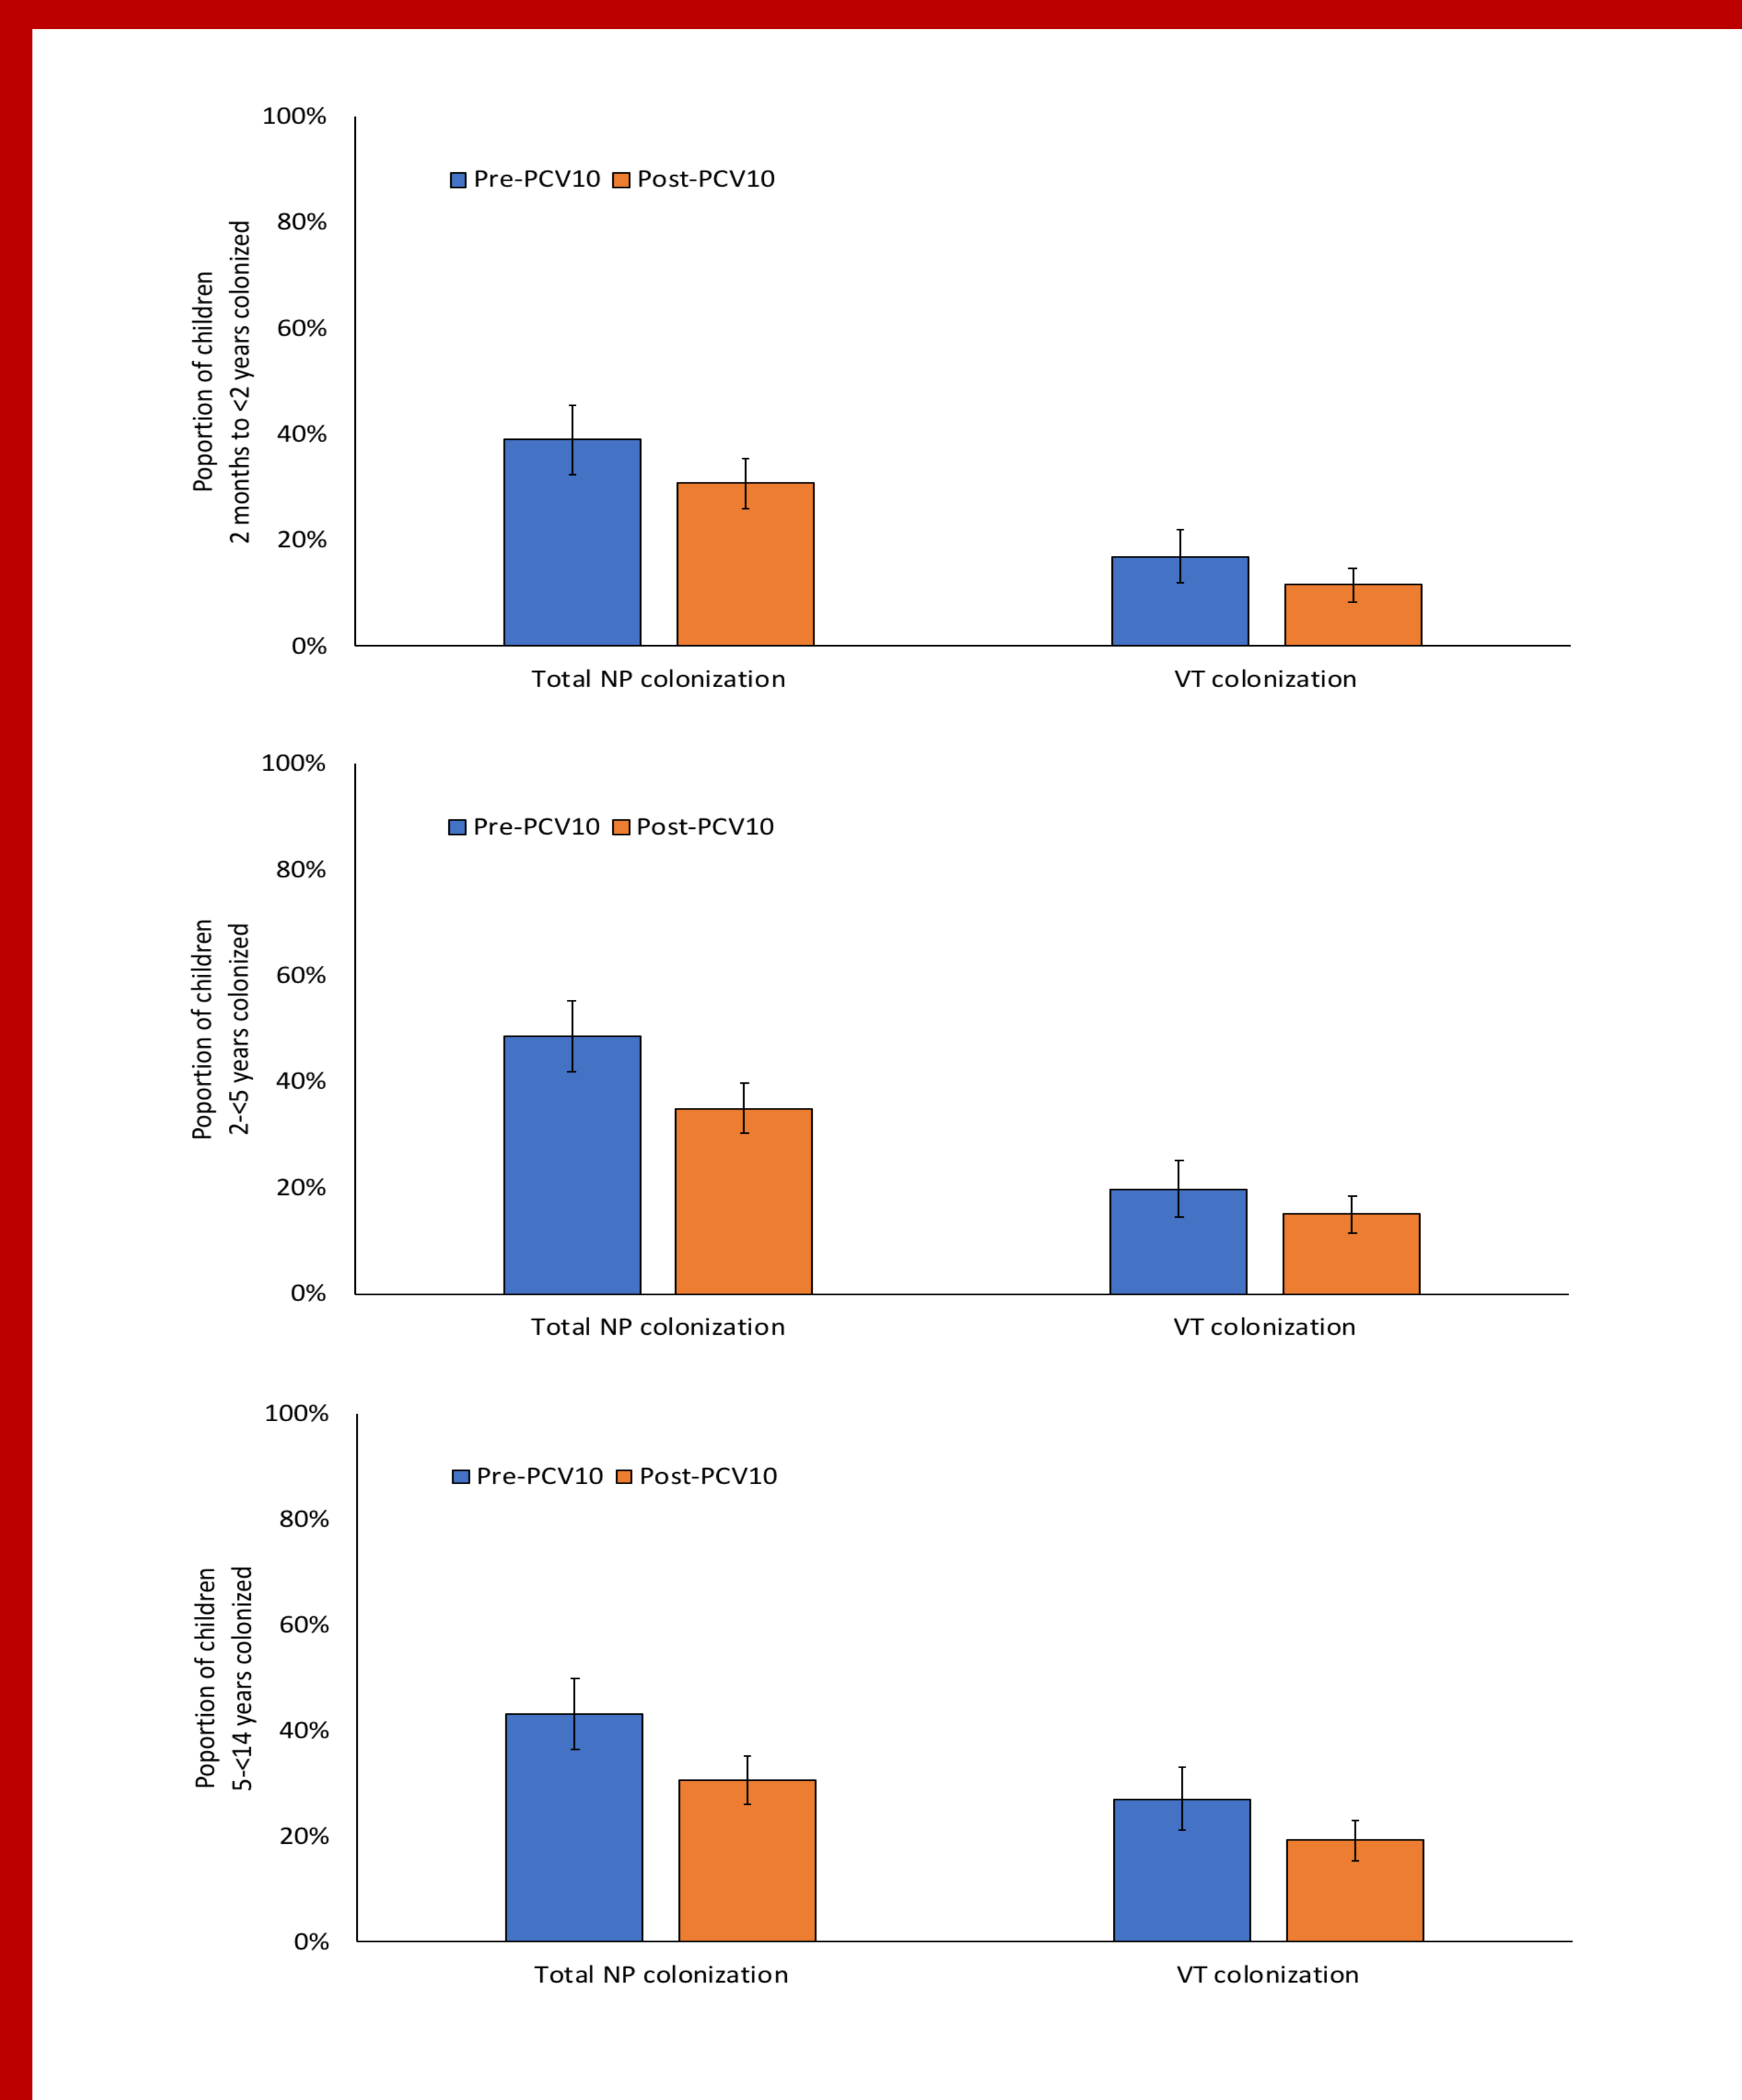 100%
Pre-PCV10 Post-PCV10
80%
60%
40%
20%
0%
Poportion of children
2 months to <2 years colonized
Total NP colonization VT colonization
100%
Pre-PCV10 Post-PCV10
80%
60%
40%
20%
0%
Poportion of children
2-<5 years colonized
Total NP colonization VT colonization
100%
Pre-PCV10 Post-PCV10
80%
60%
40%
20%
0%
Poportion of children
5-<14 years colonized
Total NP colonization VT colonization